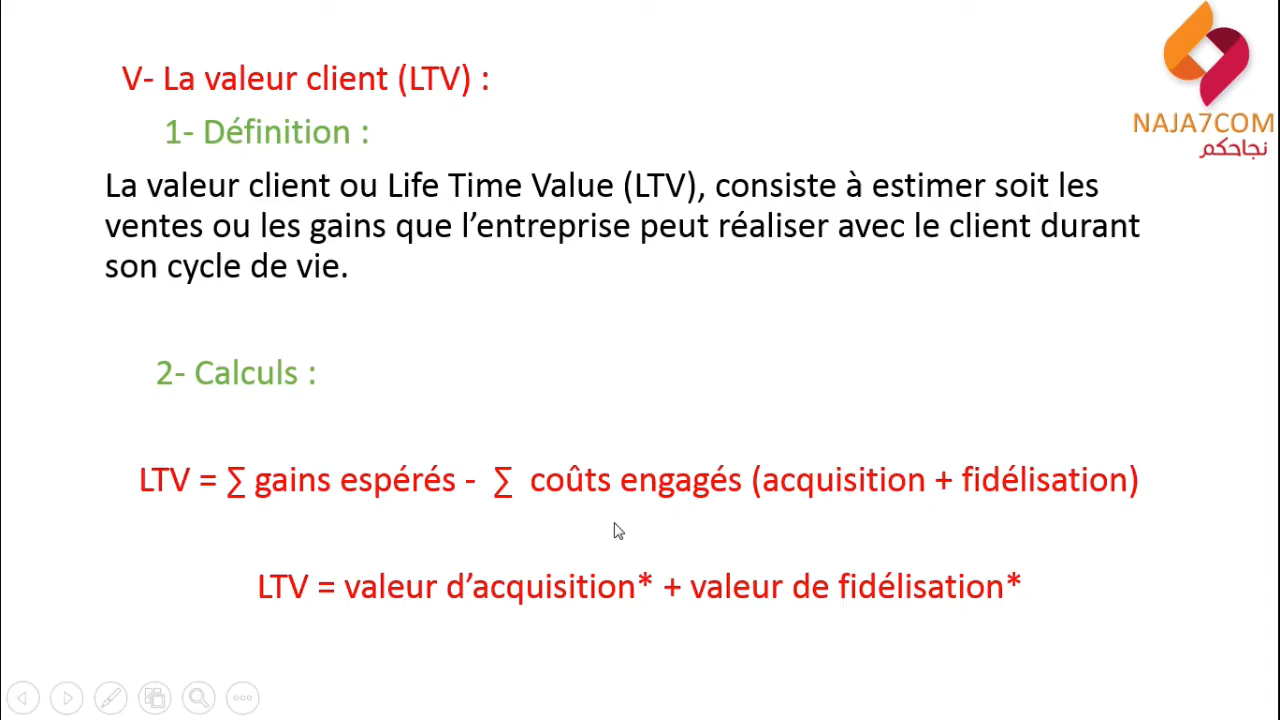 NAJA7COM
نجاحكم
V- La valeur client (LTV) :
1- Définition :
La valeur client ou Life Time Value (LTV), consiste à estimer soit les
ventes ou les gains que l’entreprise peut réaliser avec le client durant
son cycle de vie.
2- Calculs :
LTV = ∑ gains espérés - ∑ coûts engagés (acquisition + fidélisation)
LTV = valeur d’acquisition* + valeur de fidélisation*